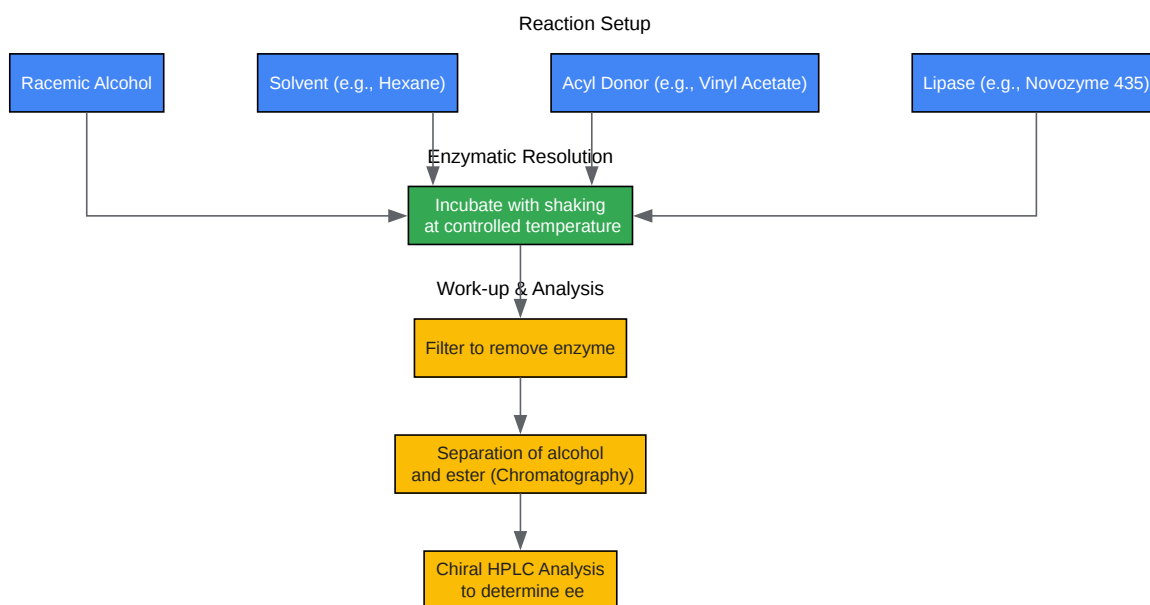 Reaction Setup
Racemic Alcohol
Solvent (e.g., Hexane)
Acyl Donor (e.g., Vinyl Acetate)
Lipase (e.g., Novozyme 435)
Enzymatic Resolution
Incubate with shaking
at controlled temperature
Work-up & Analysis
Filter to remove enzyme
Separation of alcohol
and ester (Chromatography)
Chiral HPLC Analysis
to determine ee